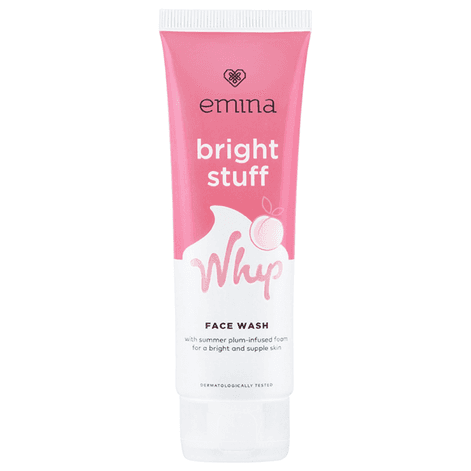 emina
bright
stuff
Whip
FACE WASH
with summer plum-infused foam
for a bright and supple skin
DERMATOLOGICALLY TESTED